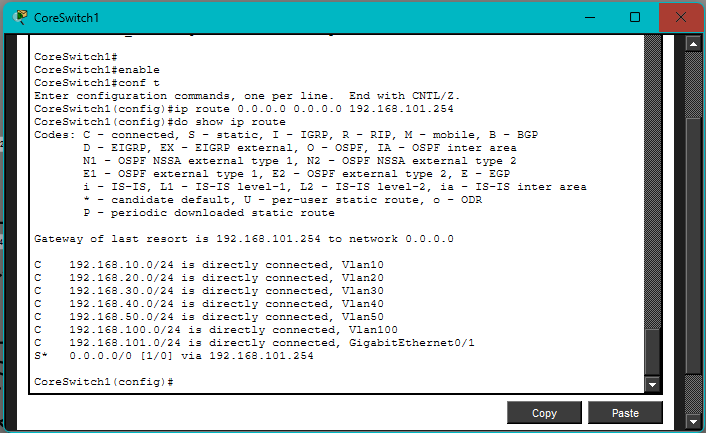 CoreSwitch1
CoreSwitch1#
CoreSwitch1#enable
CoreSwitch1#conf t
Enter configuration commands, one per line.  End with CNTL/Z.
CoreSwitch1(config)#ip route 0.0.0.0 0.0.0.0 192.168.101.254
CoreSwitch1(config)#do show ip route
Codes: C - connected, S - static, I - IGRP, R - RIP, M - mobile, B - BGP
       D - EIGRP, EX - EIGRP external, O - OSPF, IA - OSPF inter area
       N1 - OSPF NSSA external type 1, N2 - OSPF NSSA external type 2
       E1 - OSPF external type 1, E2 - OSPF external type 2, E - EGP
       i - IS-IS, L1 - IS-IS level-1, L2 - IS-IS level-2, ia - IS-IS inter area
       * - candidate default, U - per-user static route, o - ODR
       P - periodic downloaded static route
Gateway of last resort is 192.168.101.254 to network 0.0.0.0
C    192.168.10.0/24 is directly connected, Vlan10
C    192.168.20.0/24 is directly connected, Vlan20
C    192.168.30.0/24 is directly connected, Vlan30
C    192.168.40.0/24 is directly connected, Vlan40
C    192.168.50.0/24 is directly connected, Vlan50
C    192.168.100.0/24 is directly connected, Vlan100
C    192.168.101.0/24 is directly connected, GigabitEthernet0/1
S*   0.0.0.0/0 [1/0] via 192.168.101.254
CoreSwitch1(config)#
Copy Paste